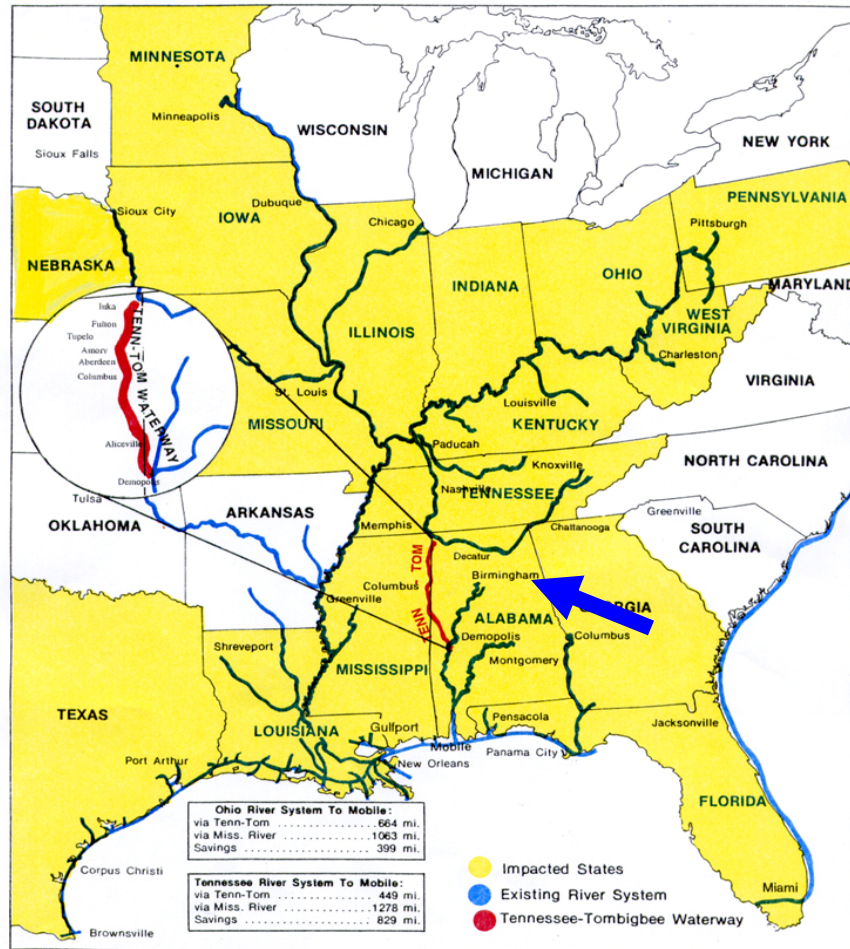 MINNESOTA
Minneapolis
SOUTH
DAKOTA
Sioux Falls
WISCONSIN
MICHIGAN
NEW YORK
PENNSYLVANIA
Pittsburgh
Sioux City
IOWA
Dubuque
Chicago
NEBRASKA
ILLINOIS
INDIANA
OHIO
MARYLAND
WEST
VIRGINIA
Charleston
VIRGINIA
Iuka
Fulton
Tupelo
Amory
Aberdeen
Columbus
Aliceville
Demopolis
TENN-TOM WATERWAY
St. Louis
MISSOURI
Louisville
KENTUCKY
Paducah
Knoxville
NORTH CAROLINA
Nashville
TENNESSEE
Tulsa
OKLAHOMA
ARKANSAS
Memphis
Chattanooga
Greenville
SOUTH
CAROLINA
Decatur
Birmingham
TENN - TOM
Columbus
Greenville
ALABAMA
GEORGIA
Demopolis
Columbus
Montgomery
Shreveport
MISSISSIPPI
TEXAS
LOUISIANA
Gulfport
Mobile
Pensacola
Panama City
Jacksonville
New Orleans
Port Arthur
FLORIDA
Miami
Corpus Christi
Brownsville
Ohio River System To Mobile:
via Tenn-Tom ..................664 mi.
via Miss. River ................1063 mi.
Savings ........................399 mi.
Tennessee River System To Mobile:
via Tenn-Tom ..................449 mi.
via Miss. River ................1278 mi.
Savings ........................829 mi.
Impacted States
Existing River System
Tennessee-Tombigbee Waterway